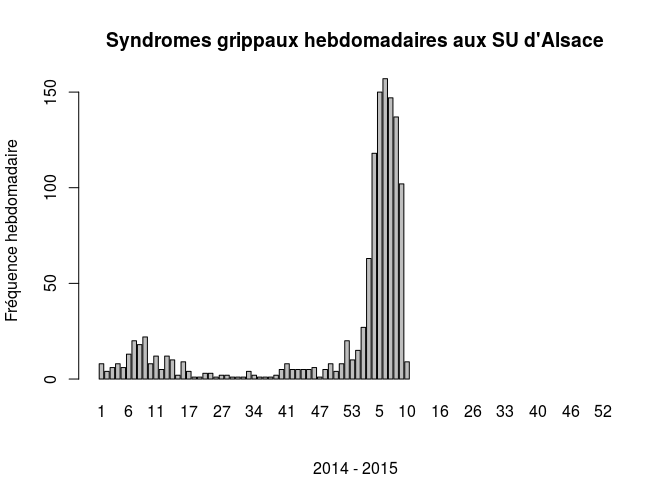 Syndromes grippaux hebdomadaires aux SU d'Alsace
Fréquence hebdomadaire
150
100
50
0
1 6 11 17 27 34 41 47 53 5 10 16 26 33 40 46 52
2014 - 2015